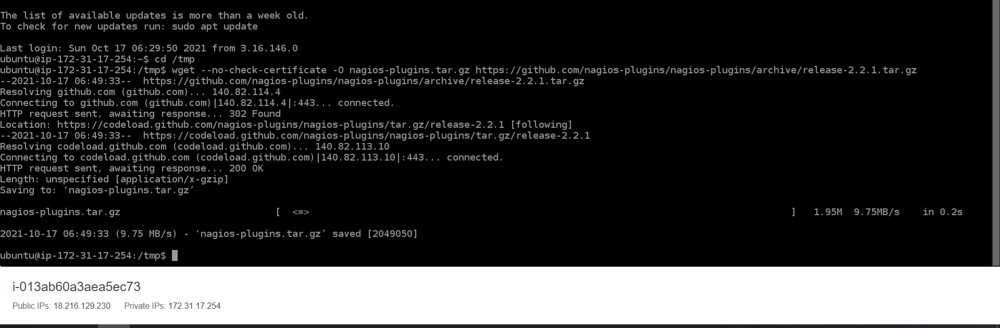 The list of available updates is more than a week old.
To check for new updates run: sudo apt update
Last login: Sun Oct 17 06:29:50 2021 from 3.16.146.0
ubuntu@ip-172-31-17-254:~$ cd /tmp
ubuntu@ip-172-31-17-254:/tmp$ wget --no-check-certificate -O nagios-plugins.tar.gz https://github.com/nagios-plugins/nagios-plugins/archive/release-2.2.1.tar.gz
--2021-10-17 06:49:33--  https://github.com/nagios-plugins/nagios-plugins/archive/release-2.2.1.tar.gz
Resolving github.com (github.com)... 140.82.114.4
Connecting to github.com (github.com)|140.82.114.4|:443... connected.
HTTP request sent, awaiting response... 302 Found
Location: https://codeload.github.com/nagios-plugins/nagios-plugins/tar.gz/release-2.2.1 [following]
--2021-10-17 06:49:33--  https://codeload.github.com/nagios-plugins/nagios-plugins/tar.gz/release-2.2.1
Resolving codeload.github.com (codeload.github.com)... 140.82.113.10
Connecting to codeload.github.com (codeload.github.com)|140.82.113.10|:443... connected.
HTTP request sent, awaiting response... 200 OK
Length: unspecified [application/x-gzip]
Saving to: ‘nagios-plugins.tar.gz’
nagios-plugins.tar.gz [ <=> ] 1.95M 9.75MB/s in 0.2s
2021-10-17 06:49:33 (9.75 MB/s) - ‘nagios-plugins.tar.gz’ saved [2049050]
ubuntu@ip-172-31-17-254:/tmp$
i-013ab60a3aea5ec73
Public IPs: 18.216.129.230 Private IPs: 172.31.17.254